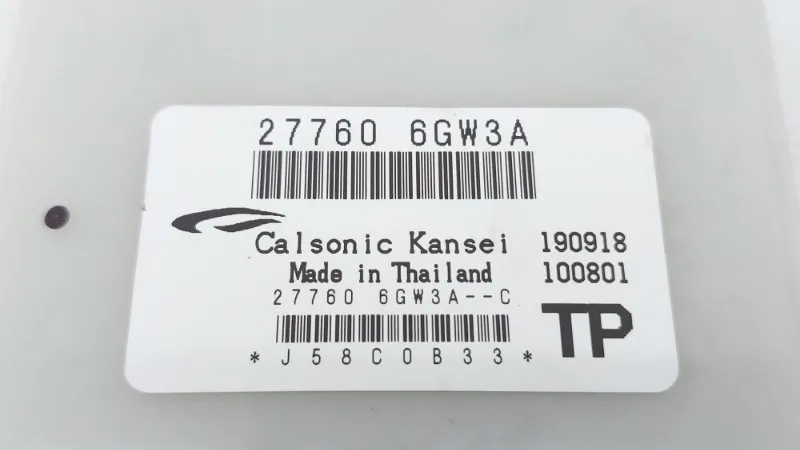 27760 6GW3A
Calsonic Kansei 190918
Made in Thailand 100801
27760 6GW3A--C
TP
*J58C0B33*